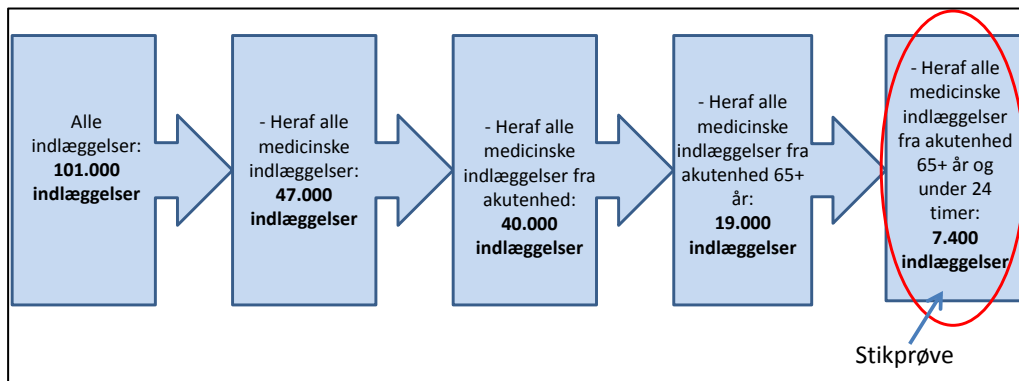 Alle
indlæggelser:
101.000
indlæggelser
- Heraf alle
medicinske
indlæggelser:
47.000
indlæggelser
- Heraf alle
medicinske
indlæggelser fra
akutenhed:
40.000
indlæggelser
- Heraf alle
medicinske
indlæggelser fra
akutenhed 65+
år:
19.000
indlæggelser
- Heraf alle
medicinske
indlæggelser
fra akutenhed
65+ år og
under 24
timer:
7.400
indlæggelser
Stikprøve